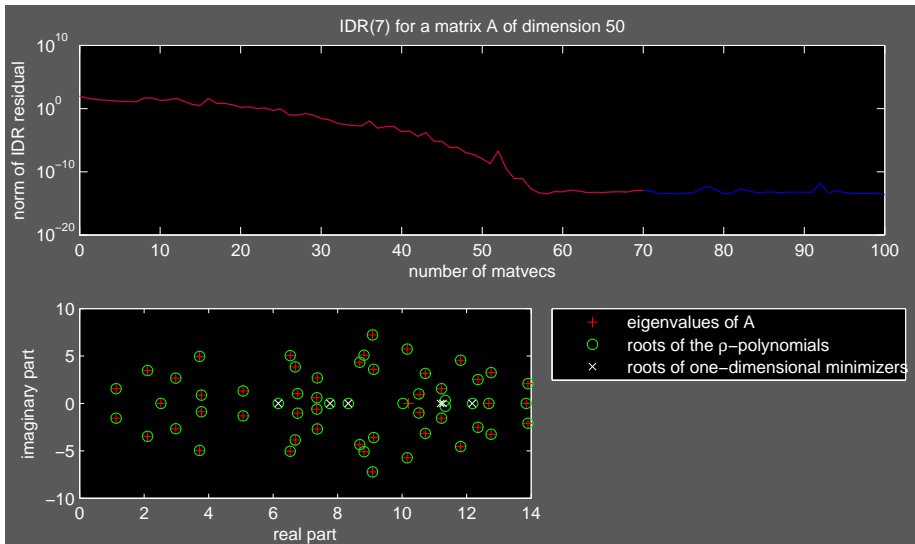 IDR(7) for a matrix A of dimension 50
10^10
10^0
10^−10
10^−20
norm of IDR residual
0 10 20 30 40 50 60 70 80 90 100
number of matvecs
10
5
0
−5
−10
imaginary part
0 2 4 6 8 10 12 14
real part
eigenvalues of A
roots of the ρ−polynomials
roots of one−dimensional minimizers